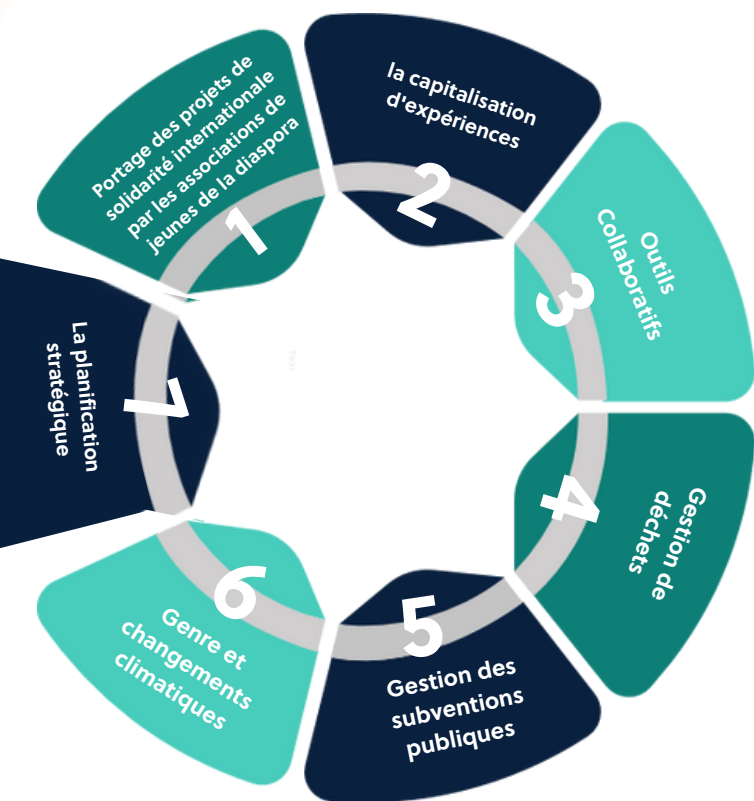 Portage des projets de
solidarité internationale
par les associations de
jeunes de la diaspora
1
la capitalisation
d'expériences
2
Outils
Collaboratifs
3
Gestion de
déchets
4
5
Gestion des
subventions
publiques
6
Genre et
changements
climatiques
7
La planification
stratégique
Text